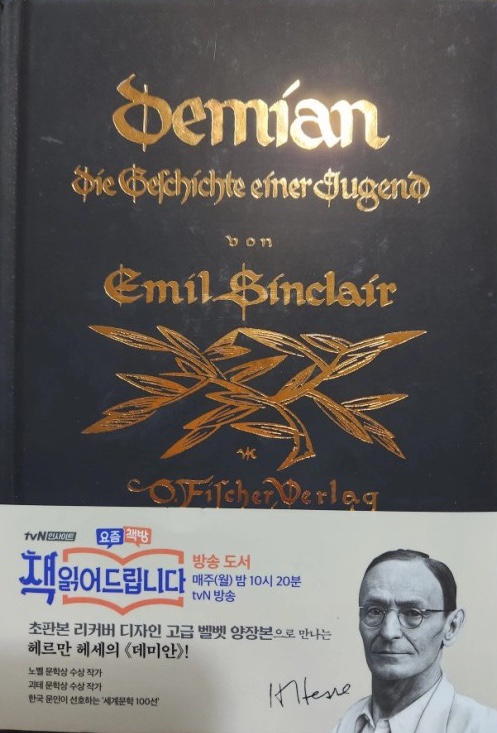 Demian
Die Geschichte einer Jugend
von
Emil Sinclair
VK
S. Fischer Verlag
tvN 인사이트
요즘 책방
책 읽어드립니다
방송 도서
매주(월) 밤 10시 20분
tvN 방송
초판본 리커버 디자인 고급 벨벳 양장본으로 만나는
헤르만 헤세의 《데미안》!
노벨 문학상 수상 작가
괴테 문학상 수상 작가
한국 문인이 선호하는 '세계문학 100선'
H Hesse